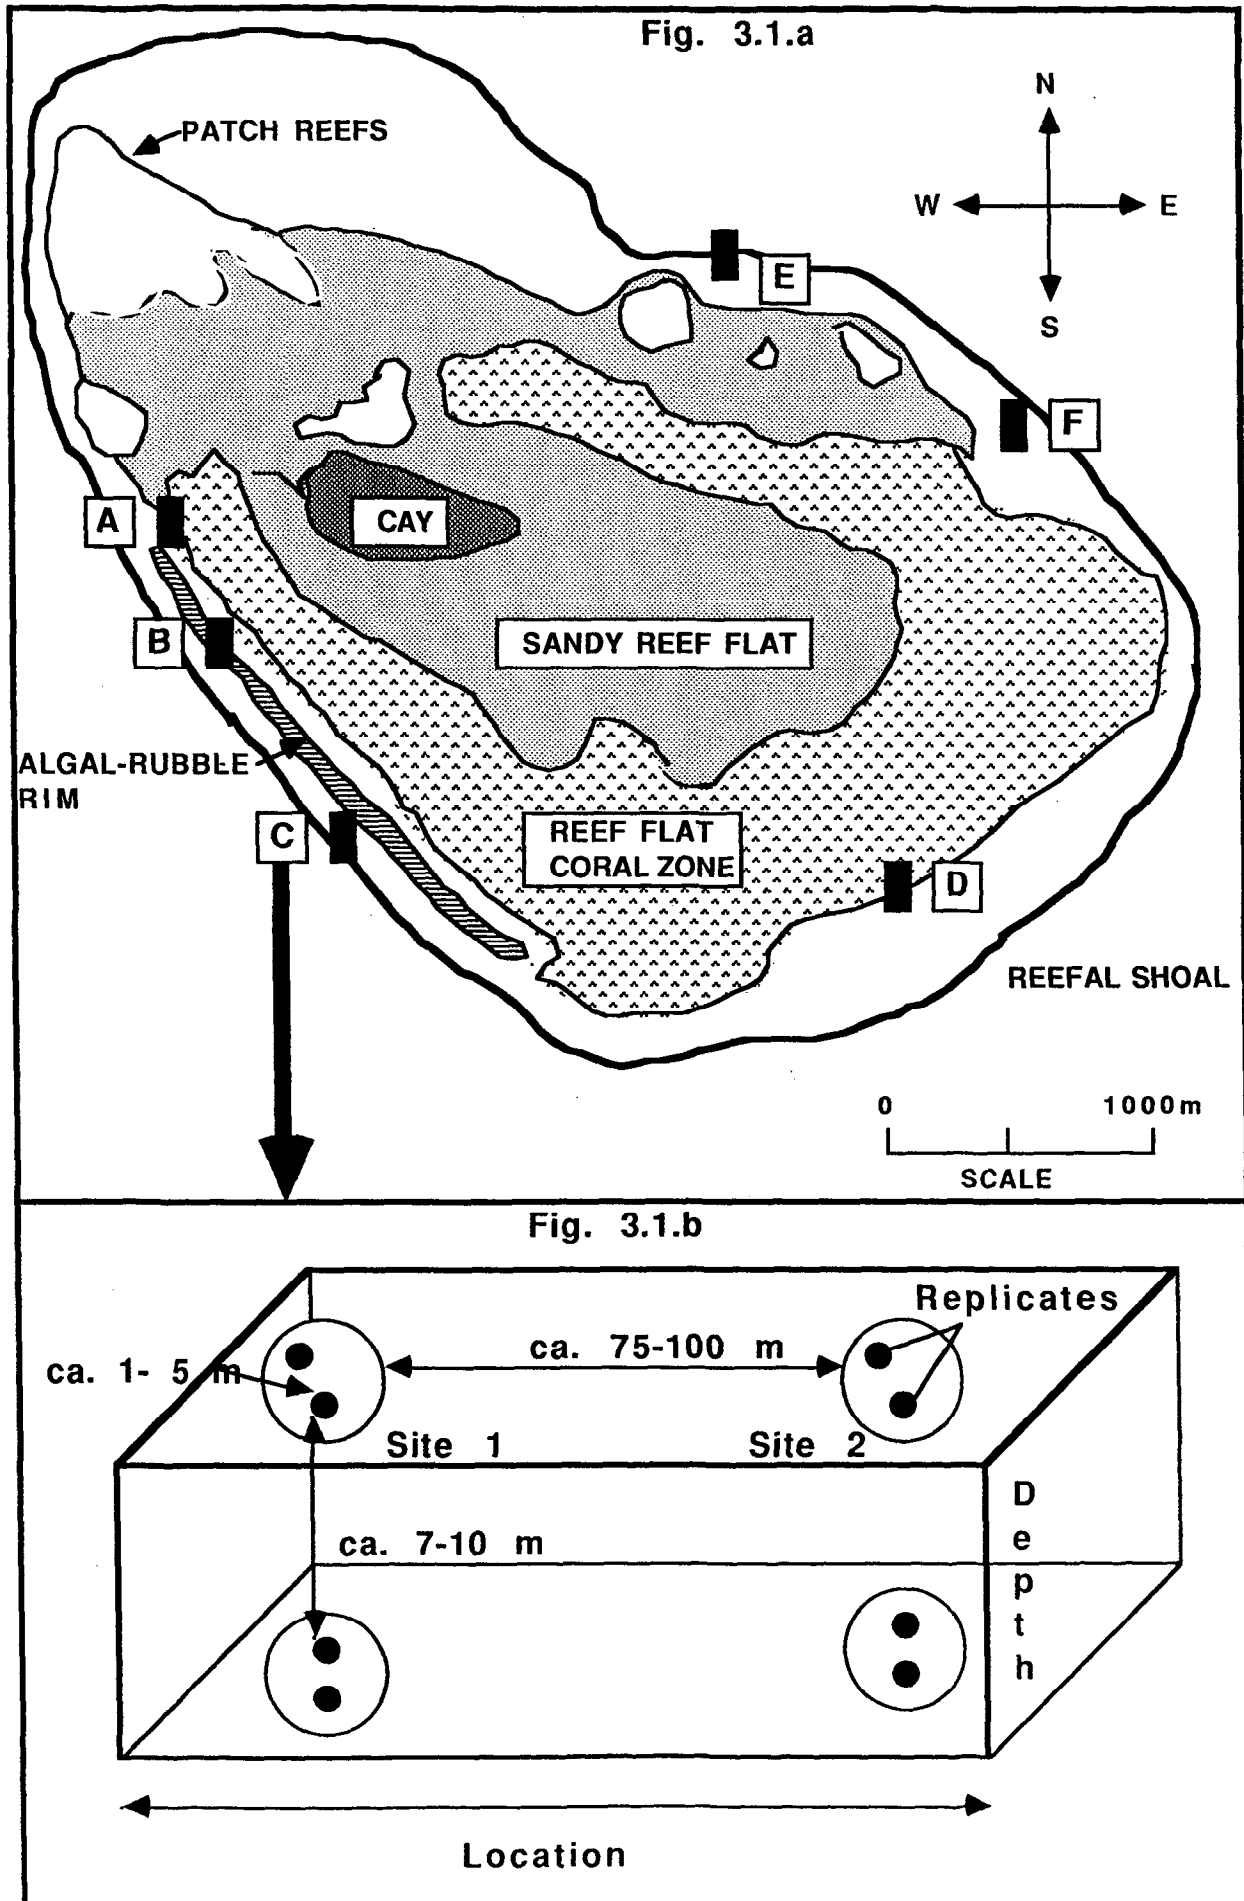 Fig. 3.1.a
N
PATCH REEFS
W
E
S
E
F
A
CAY
B
SANDY REEF FLAT
ALGAL-RUBBLE
RIM
C
REEF FLAT
CORAL ZONE
D
REEFAL SHOAL
0
1000m
SCALE
Fig. 3.1.b
Replicates
ca. 75-100 m
ca. 1- 5 m
Site 1
Site 2
Depth
ca. 7-10 m
Location